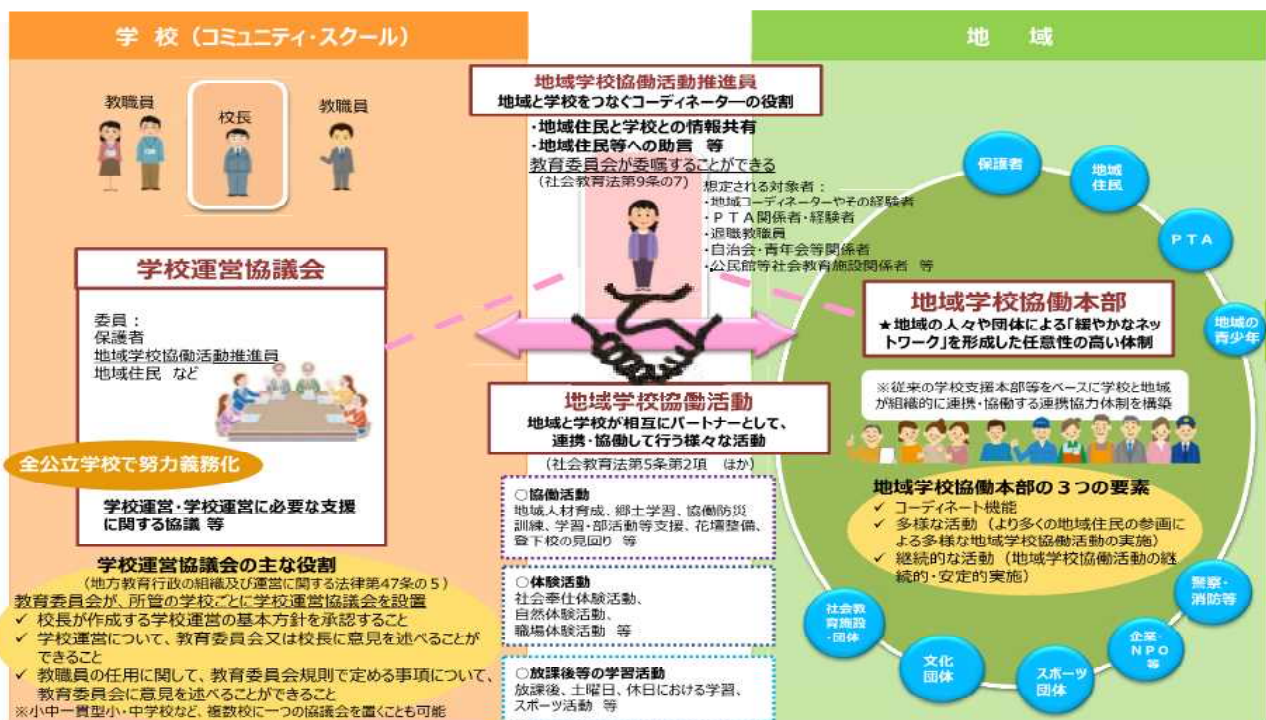 学 校 （コミュニティ・スクール）
教職員
校長
教職員
学校運営協議会
委員：
保護者
地域学校協働活動推進員
地域住民 など
全公立学校で努力義務化
学校運営・学校運営に必要な支援
に関する協議 等
学校運営協議会の主な役割
（地方教育行政の組織及び運営に関する法律第47条の５）
教育委員会が、所管の学校ごとに学校運営協議会を設置
✓ 校長が作成する学校運営の基本方針を承認すること
✓ 学校運営について、教育委員会又は校長に意見を述べることが
できること
✓ 教職員の任用に関して、教育委員会規則で定める事項について、
教育委員会に意見を述べることができること
※小中一貫型小・中学校など、複数校に一つの協議会を置くことも可能
地域学校協働活動推進員
地域と学校をつなぐコーディネーターの役割
・地域住民と学校との情報共有
・地域住民等への助言 等
教育委員会が委嘱することができる
（社会教育法第9条の7）
想定される対象者：
・地域コーディネーターやその経験者
・ＰＴＡ関係者・経験者
・退職教職員
・自治会・青年会等関係者
・公民館等社会教育施設関係者 等
地域学校協働活動
地域と学校が相互にパートナーとして、
連携・協働して行う様々な活動
（社会教育法第5条第2項 ほか）
○協働活動
地域人材育成、郷土学習、協働防災
訓練、学習・部活動等支援、花壇整備、
登下校の見回り 等
○体験活動
社会奉仕体験活動、
自然体験活動、
職場体験活動 等
○放課後等の学習活動
放課後、土曜日、休日における学習、
スポーツ活動 等
地 域
保護者
地域
住民
ＰＴＡ
地域の
青少年
地域学校協働本部
★地域の人々や団体による「緩やかなネッ
トワーク」を形成した任意性の高い体制
※従来の学校支援本部等をベースに学校と地域
が組織的に連携・協働する連携協力体制を構築
地域学校協働本部の３つの要素
✓ コーディネート機能
✓ 多様な活動（より多くの地域住民の参画に
よる多様な地域学校協働活動の実施）
✓ 継続的な活動（地域学校協働活動の継
続的・安定的実施）
警察・
消防等
企業・
ＮＰＯ
等
スポーツ
団体
文化
団体
社会教
育施設
・団体